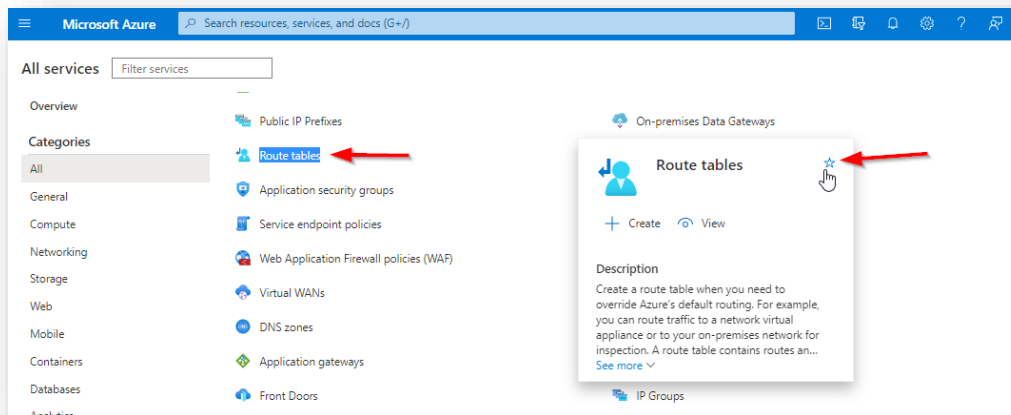 Microsoft Azure
Search resources, services, and docs (G+/)
All services
Filter services
Overview
Categories
All
General
Compute
Networking
Storage
Web
Mobile
Containers
Databases
Analytics
Public IP Prefixes
Route tables
Application security groups
Service endpoint policies
Web Application Firewall policies (WAF)
Virtual WANs
DNS zones
Application gateways
Front Doors
On-premises Data Gateways
Route tables
Create
View
Description
Create a route table when you need to
override Azure's default routing. For example,
you can route traffic to a network virtual
appliance or to your on-premises network for
inspection. A route table contains routes an...
See more
IP Groups